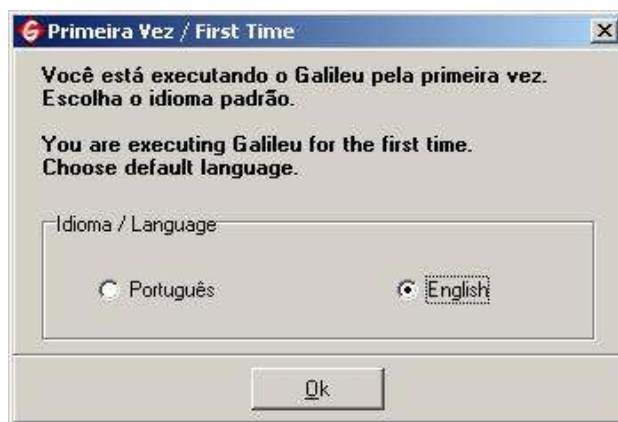 Primeira Vez / First Time
Você está executando o Galileu pela primeira vez.
Escolha o idioma padrão.
You are executing Galileu for the first time.
Choose default language.
Idioma / Language
Português
English
Ok